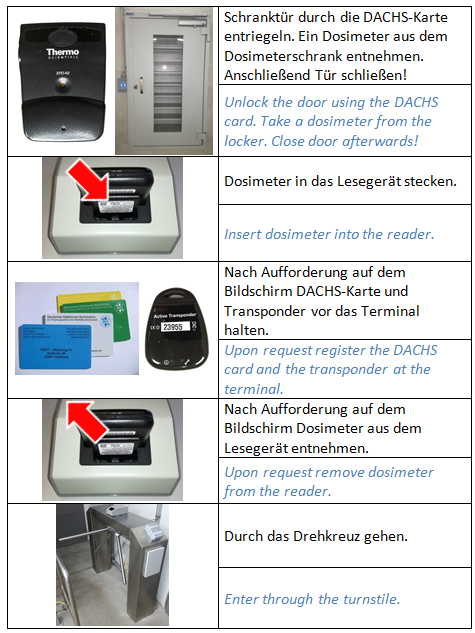 Thermo
SCIENTIFIC
EPD-N2
Schranktür durch die DACHS-Karte
entriegeln. Ein Dosimeter aus dem
Dosimeterschrank entnehmen.
Anschließend Tür schließen!
Unlock the door using the DACHS
card. Take a dosimeter from the
locker. Close door afterwards!
Dosimeter in das Lesegerät stecken.
Insert dosimeter into the reader.
Active Transponder
23955
Nach Aufforderung auf dem
Bildschirm DACHS-Karte und
Transponder vor das Terminal
halten.
Upon request register the DACHS
card and the transponder at the
terminal.
Nach Aufforderung auf dem
Bildschirm Dosimeter aus dem
Lesegerät entnehmen.
Upon request remove dosimeter
from the reader.
Durch das Drehkreuz gehen.
Enter through the turnstile.